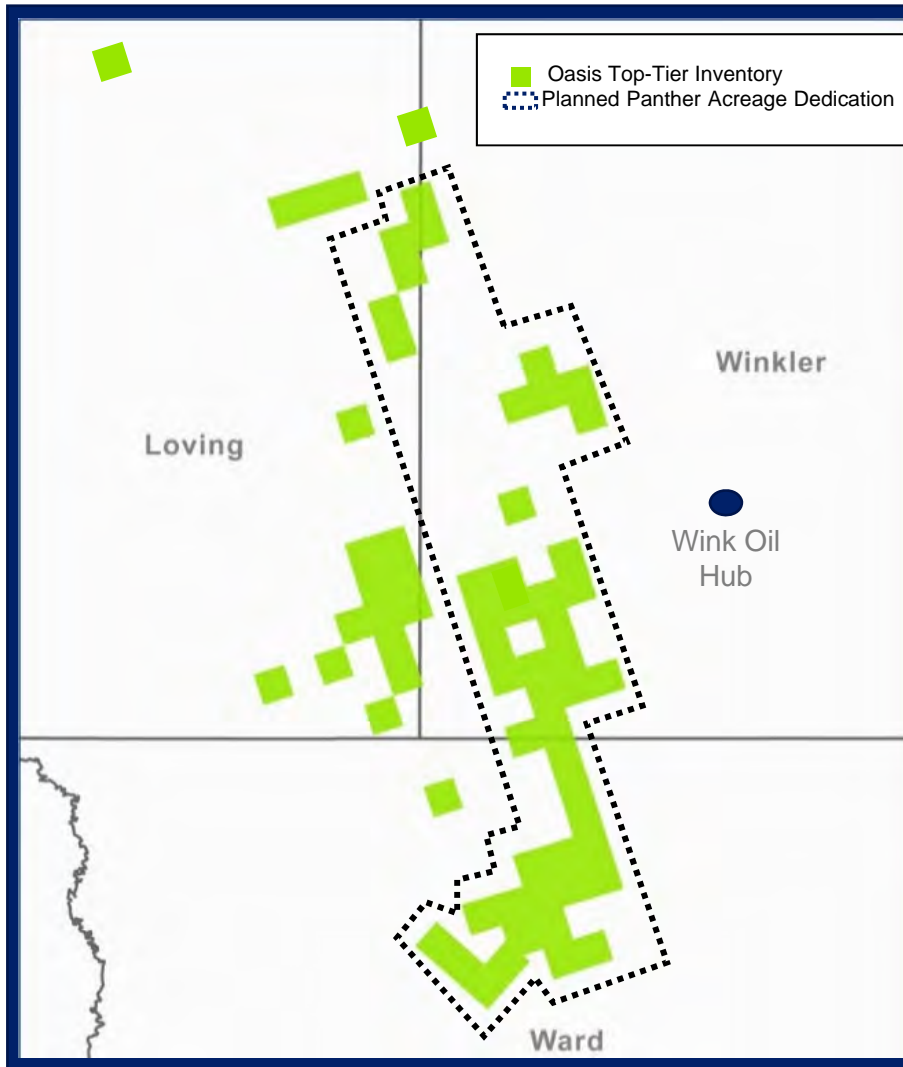 Oasis Top-Tier Inventory
Planned Panther Acreage Dedication
Winkler
Loving
Wink Oil
Hub
Ward